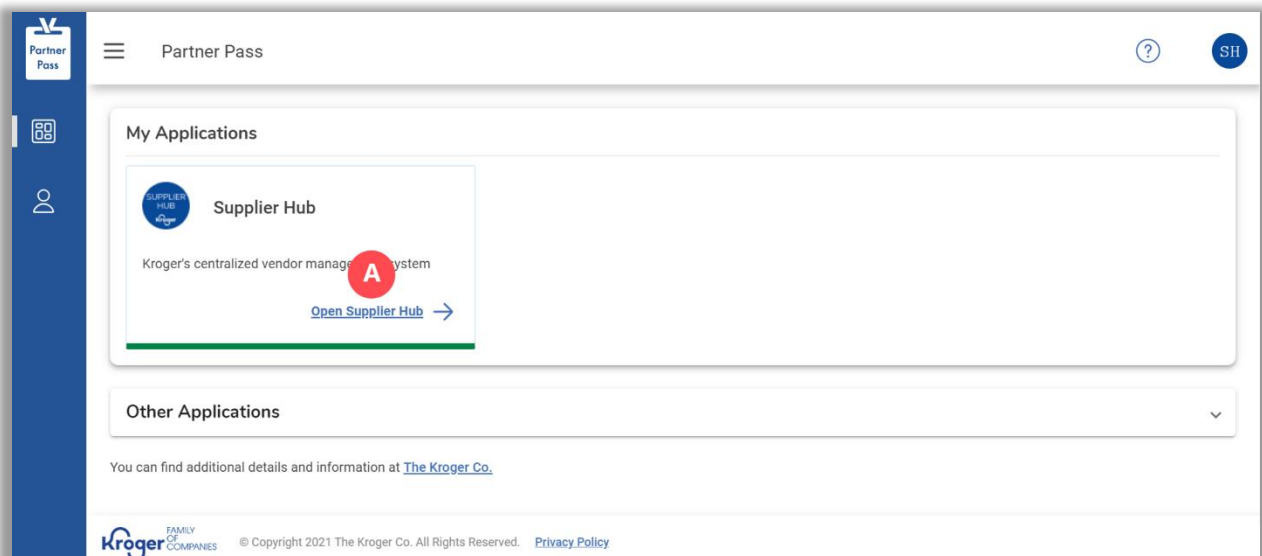 Partner
Pass
Partner Pass
?
SH
My Applications
SUPPLIER
HUB
Kroger
Supplier Hub
Kroger's centralized vendor ystem
A
Open Supplier Hub
Other Applications
You can find additional details and information at The Kroger Co.
Kroger FAMILY
OF
COMPANIES
© Copyright 2021 The Kroger Co. All Rights Reserved. Privacy Policy